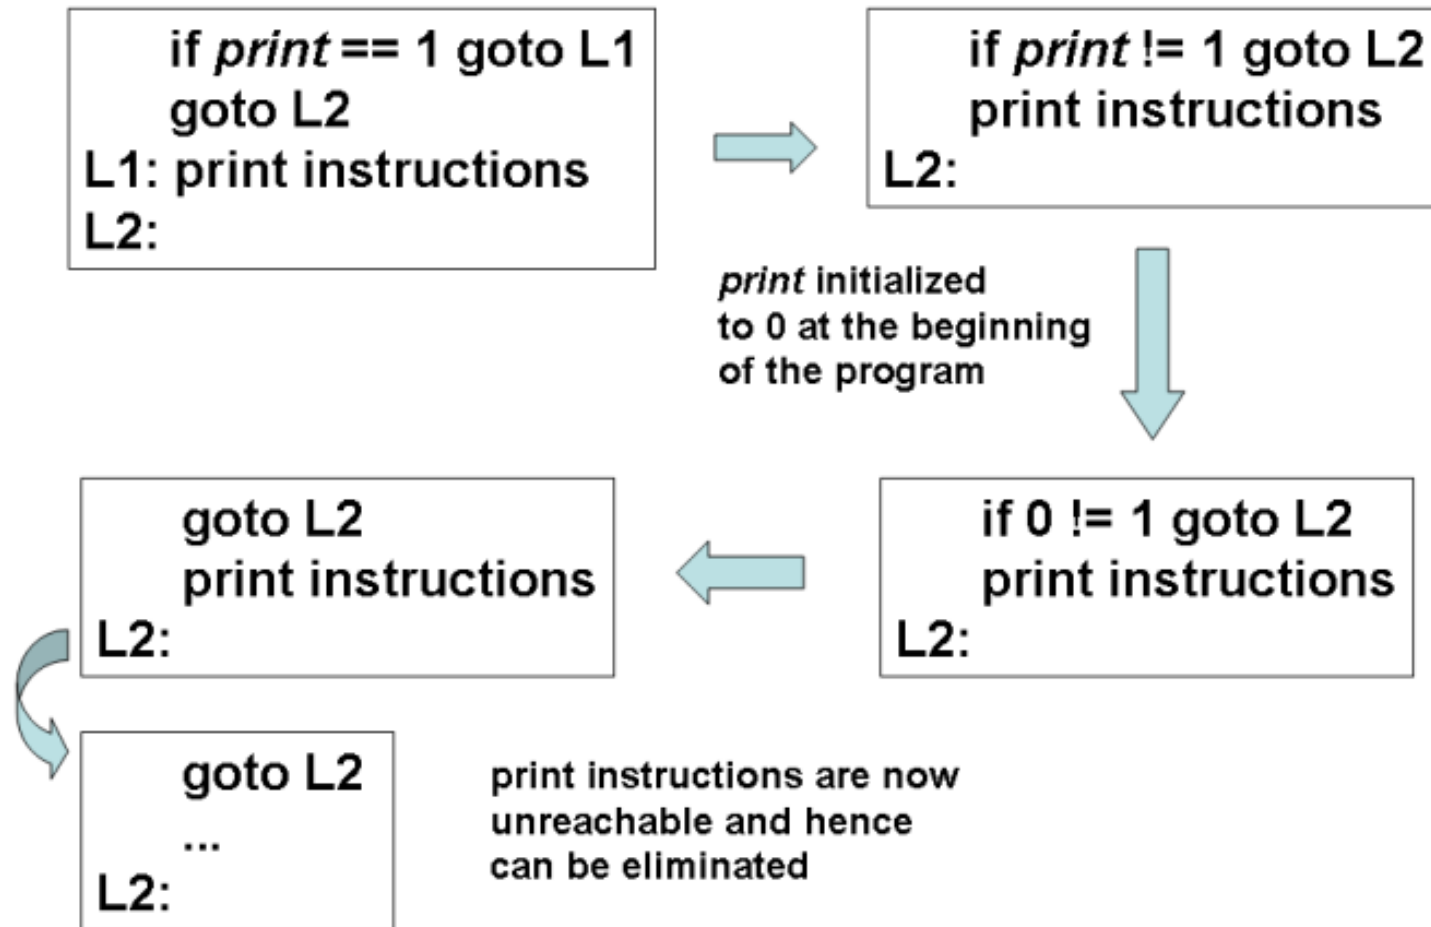 if print == 1 goto L1
goto L2
L1: print instructions
L2:
if print != 1 goto L2
print instructions
L2:
print initialized
to 0 at the beginning
of the program
if 0 != 1 goto L2
print instructions
L2:
goto L2
print instructions
L2:
goto L2
...
L2:
print instructions are now
unreachable and hence
can be eliminated